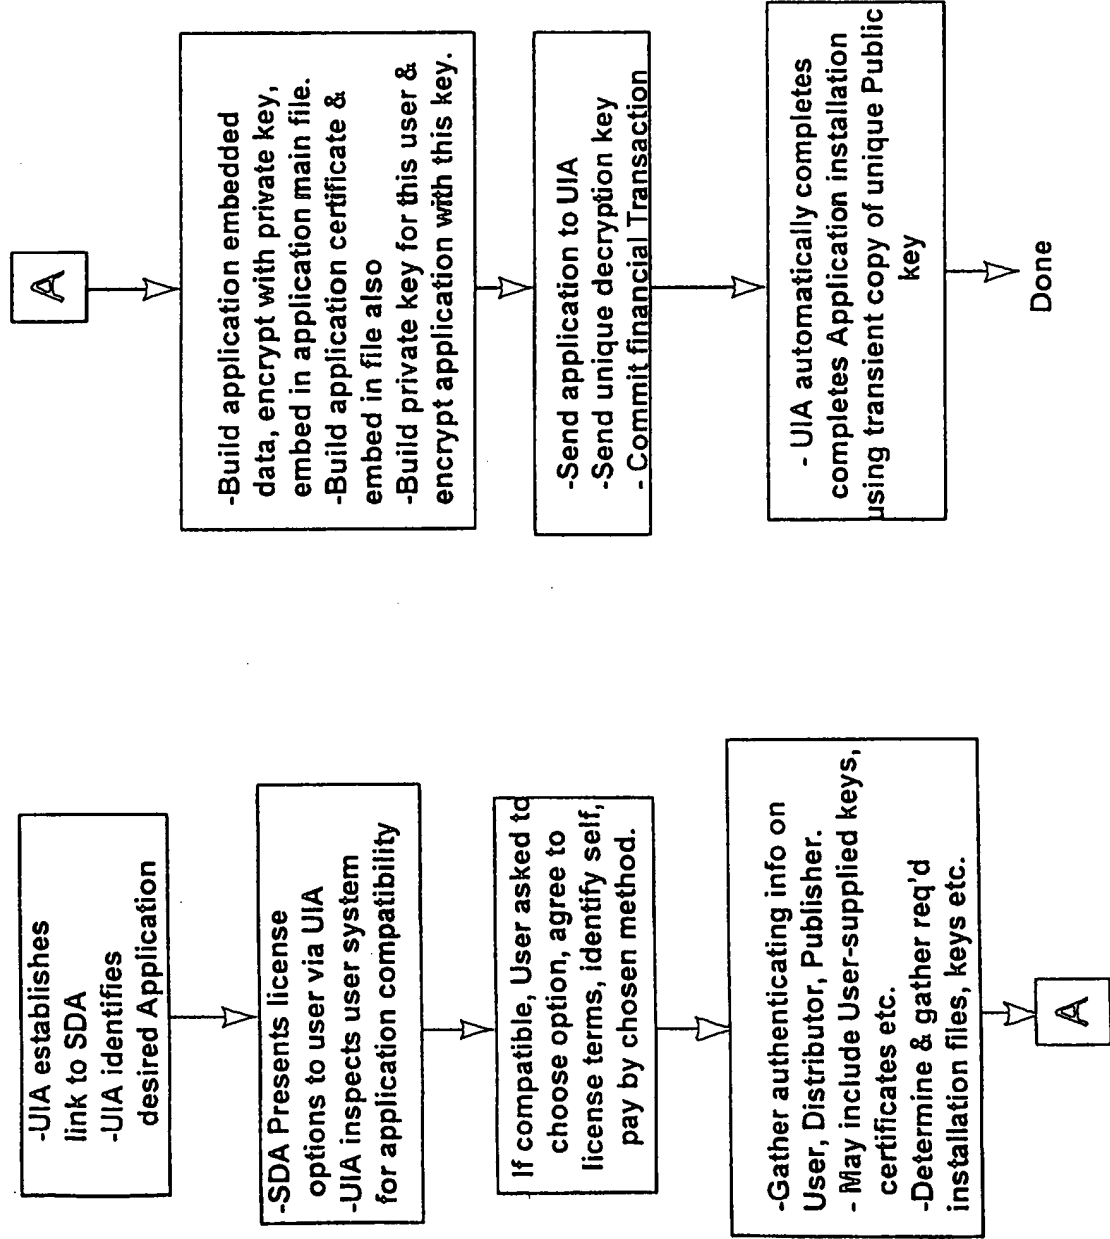 -UIA establishes
link to SDA
-UIA identifies
desired Application
-SDA Presents license
options to user via UIA
-UIA inspects user system
for application compatibility
If compatible, User asked to
choose option, agree to
license terms, identify self,
pay by chosen method.
-Gather authenticating info on
User, Distributor, Publisher.
- May include User-supplied keys,
certificates etc.
-Determine & gather req'd
installation files, keys etc.
A
A
-Build application embedded
data, encrypt with private key,
embed in application main file.
-Build application certificate &
embed in file also
-Build private key for this user &
encrypt application with this key.
-Send application to UIA
-Send unique decryption key
- Commit financial Transaction
- UIA automatically completes
completes Application installation
using transient copy of unique Public
key
Done